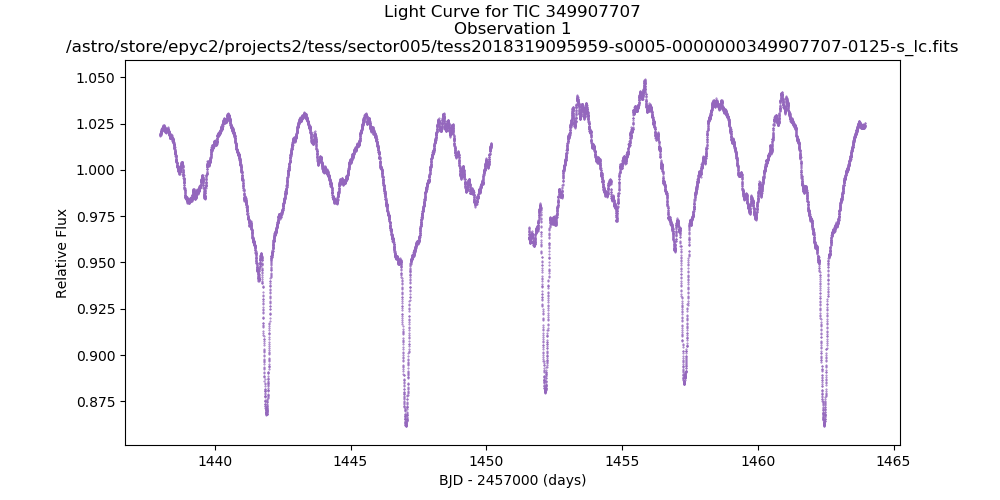 Light Curve for TIC 349907707
Observation 1
/astro/store/epyc2/projects2/tess/sector005/tess2018319095959-s0005-0000000349907707-0125-s_lc.fits
1.050
1.025
1.000
0.975
0.950
0.925
0.900
0.875
Relative Flux
1440
1445
1450
1455
1460
1465
BJD - 2457000 (days)